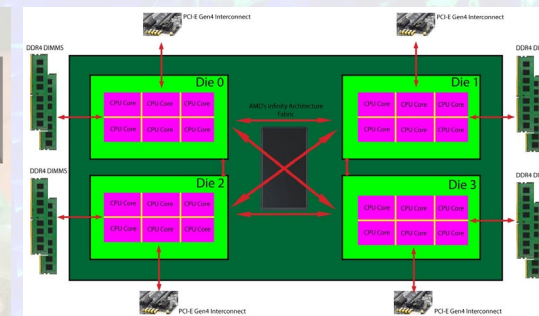 PCI-E Gen4 Interconnect
PCI-E Gen4 Interconnect
DDR4 DIMMS
DDR4 DI
Die 0
Die 1
CPU Core CPU Core CPU Core
CPU Core CPU Core CPU Core
AMD's Infinity Architecture
Fabric
CPU Core CPU Core CPU Core
CPU Core CPU Core CPU Core
DDR4 DIMMS
DDR4 DI
Die 2
Die 3
CPU Core CPU Core CPU Core
CPU Core CPU Core CPU Core
CPU Core CPU Core CPU Core
CPU Core CPU Core CPU Core
PCI-E Gen4 Interconnect
PCI-E Gen4 Interconnect